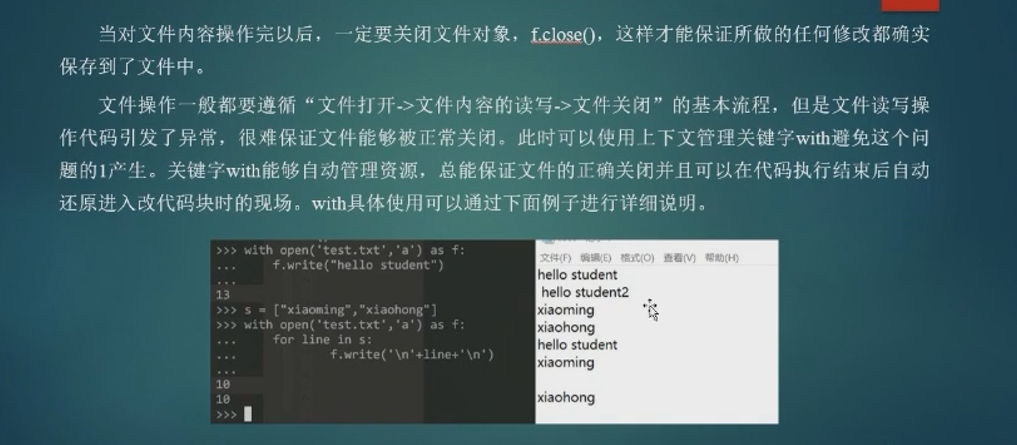 当对文件内容操作完以后，一定要关闭文件对象，f.close()，这样才能保证所做的任何修改都确实
保存到了文件中。
文件操作一般都要遵循“文件打开->文件内容的读写->文件关闭”的基本流程，但是文件读写操
作代码引发了异常，很难保证文件能够被正常关闭。此时可以使用上下文管理关键字with避免这个问
题的1产生。关键字with能够自动管理资源，总能保证文件的正确关闭并且可以在代码执行结束后自动
还原进入改代码块时的现场。with具体使用可以通过下面例子进行详细说明。
>>> with open('test.txt','a') as f:
... f.write("hello student")
...
13
>>> s = ["xiaoming","xiaohong"]
>>> with open('test.txt','a') as f:
... for line in s:
... f.write('\n'+line+'\n')
...
10
10
>>>
文件(F) 编辑(E) 格式(O) 查看(V) 帮助(H)
hello student
hello student2
xiaoming
xiaohong
hello student
xiaoming
xiaohong